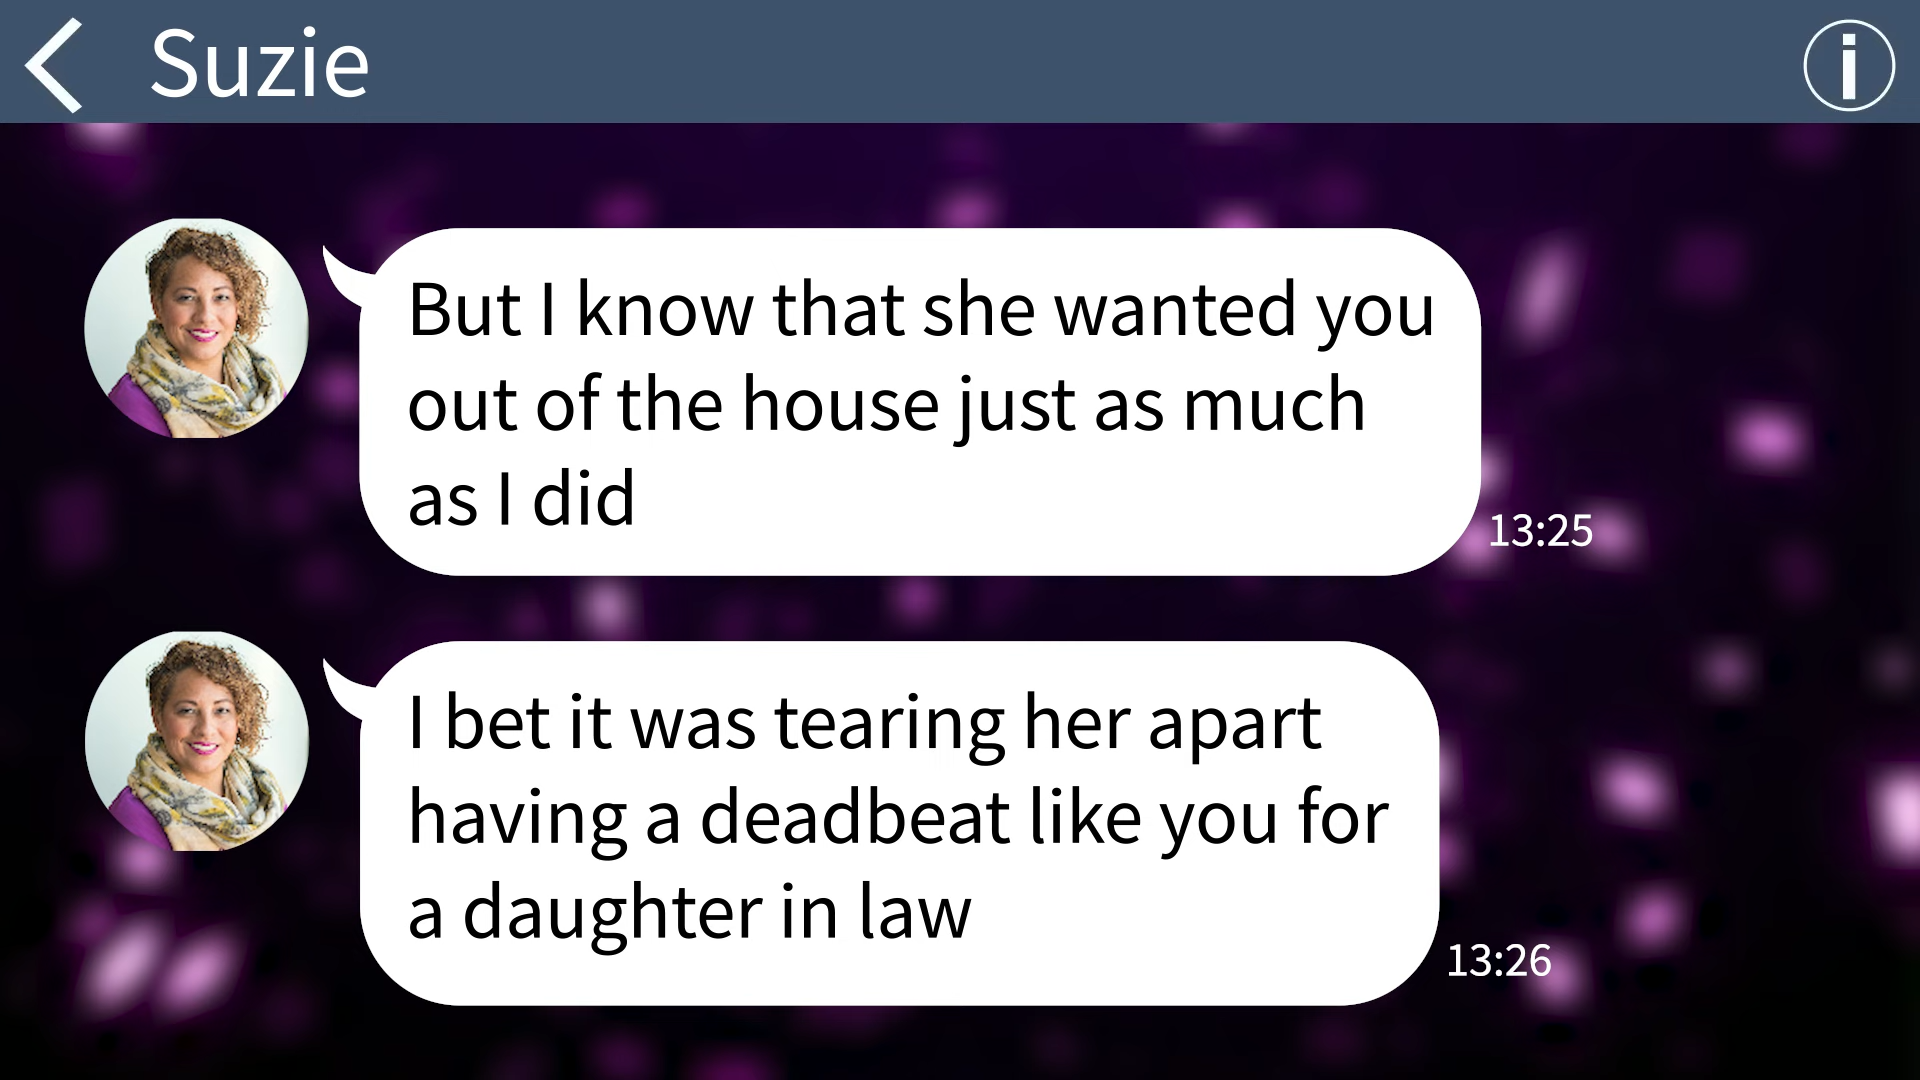 Suzie
But I know that she wanted you
out of the house just as much
as I did
13:25
I bet it was tearing her apart
having a deadbeat like you for
a daughter in law
13:26